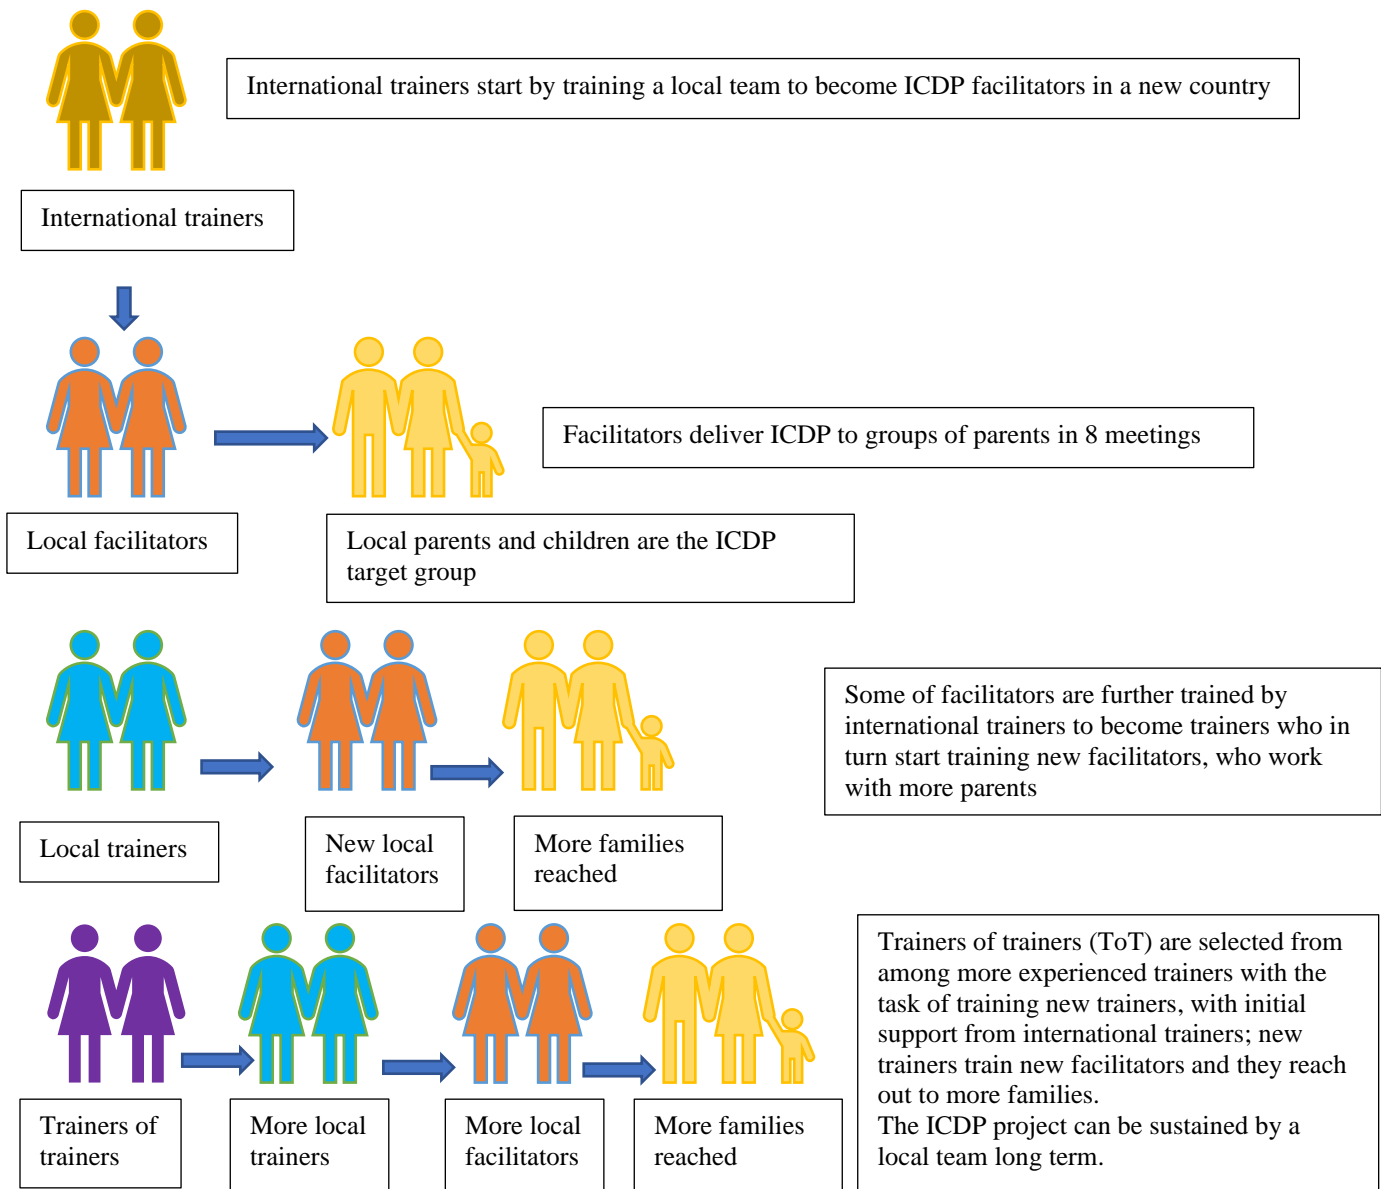 International trainers start by training a local team to become ICDP facilitators in a new country
International trainers
Facilitators deliver ICDP to groups of parents in 8 meetings
Local facilitators
Local parents and children are the ICDP
target group
Some of facilitators are further trained by
international trainers to become trainers who in
turn start training new facilitators, who work
with more parents
Local trainers
New local
facilitators
More families
reached
Trainers of trainers (ToT) are selected from
among more experienced trainers with the
task of training new trainers, with initial
support from international trainers; new
trainers train new facilitators and they reach
out to more families.
The ICDP project can be sustained by a
local team long term.
Trainers of
trainers
More local
trainers
More local
facilitators
More families
reached